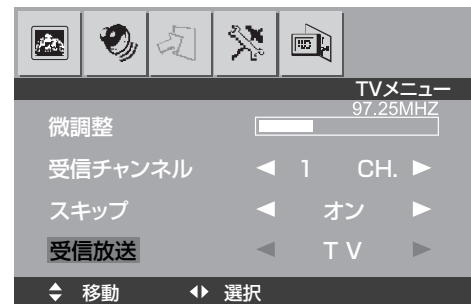 TVメニュー
97.25MHZ
微調整
受信チャンネル ◀ 1 CH. ▶
スキップ ◀ オン ▶
受信放送 ◀ TV ▶
移動 選択